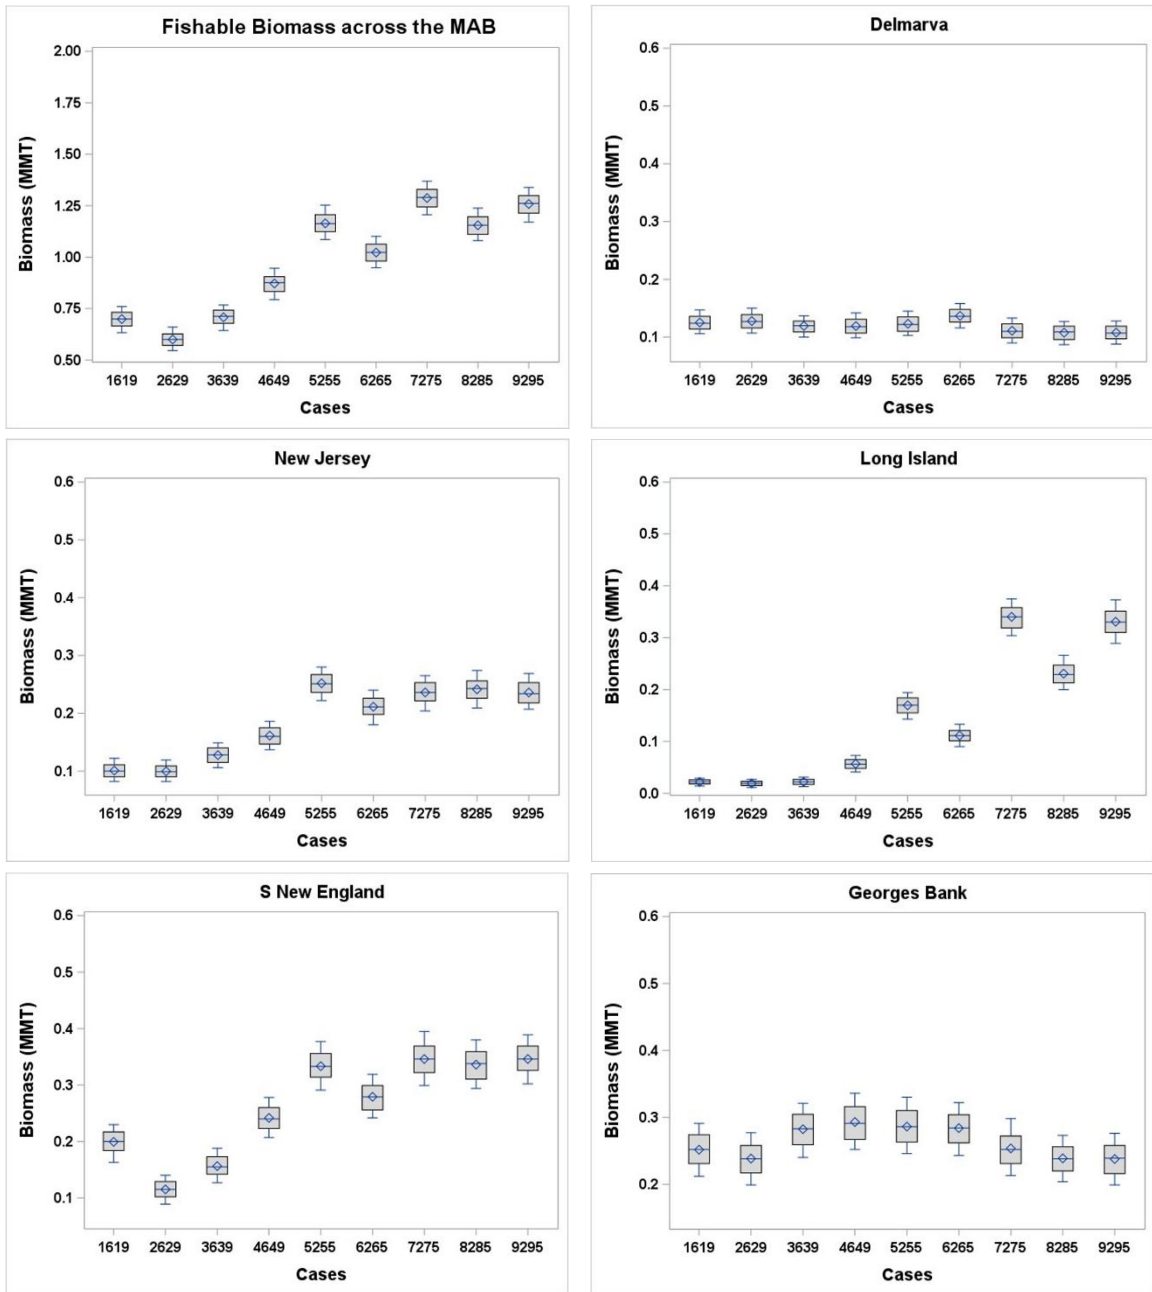 Fishable Biomass across the MAB
Biomass (MMT)
2.00
1.75
1.50
1.25
1.00
0.75
0.50
1619 2629 3639 4649 5255 6265 7275 8285 9295
Cases
Delmarva
Biomass (MMT)
0.6
0.5
0.4
0.3
0.2
0.1
1619 2629 3639 4649 5255 6265 7275 8285 9295
Cases
New Jersey
Biomass (MMT)
0.6
0.5
0.4
0.3
0.2
0.1
1619 2629 3639 4649 5255 6265 7275 8285 9295
Cases
Long Island
Biomass (MMT)
0.6
0.5
0.4
0.3
0.2
0.1
0.0
1619 2629 3639 4649 5255 6265 7275 8285 9295
Cases
S New England
Biomass (MMT)
0.6
0.5
0.4
0.3
0.2
0.1
1619 2629 3639 4649 5255 6265 7275 8285 9295
Cases
Georges Bank
Biomass (MMT)
0.6
0.5
0.4
0.3
0.2
1619 2629 3639 4649 5255 6265 7275 8285 9295
Cases